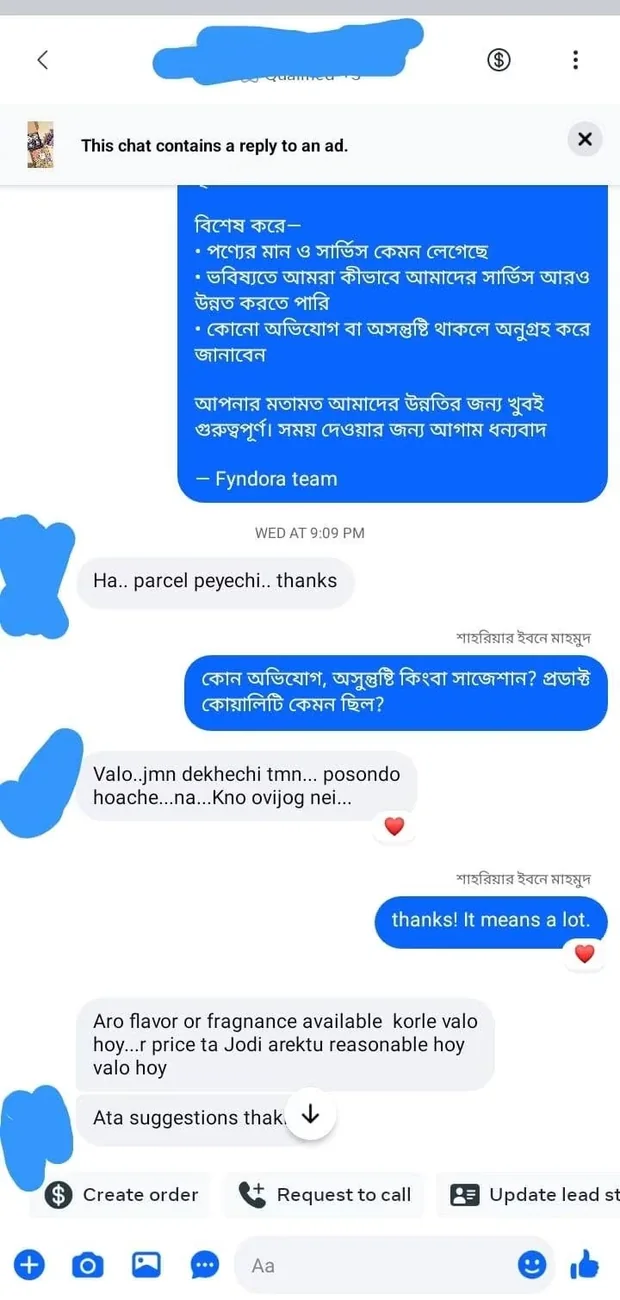 This chat contains a reply to an ad.
বিশেষ করে—
• পণ্যের মান ও সার্ভিস কেমন লেগেছে
• ভবিষ্যতে আমরা কীভাবে আমাদের সার্ভিস আরও
উন্নত করতে পারি
• কোনো অভিযোগ বা অসন্তুষ্টি থাকলে অনুগ্রহ করে
জানাবেন
আপনার মতামত আমাদের উন্নতির জন্য খুবই
গুরুত্বপূর্ণ। সময় দেওয়ার জন্য আগাম ধন্যবাদ
— Fyndora team
WED AT 9:09 PM
Ha.. parcel peyechi.. thanks
শাহরিয়ার ইবনে মাহমুদ
কোন অভিযোগ, অসুন্তুষ্টি কিংবা সাজেশান? প্রডাক্ট
কোয়ালিটি কেমন ছিল?
Valo..jmn dekhechi tmn... posondo
hoache...na...Kno ovijog nei...
শাহরিয়ার ইবনে মাহমুদ
thanks! It means a lot.
Aro flavor or fragnance available korle valo
hoy...r price ta Jodi arektu reasonable hoy
valo hoy
Ata suggestions
Create order
Request to call
Update lead st
Aa